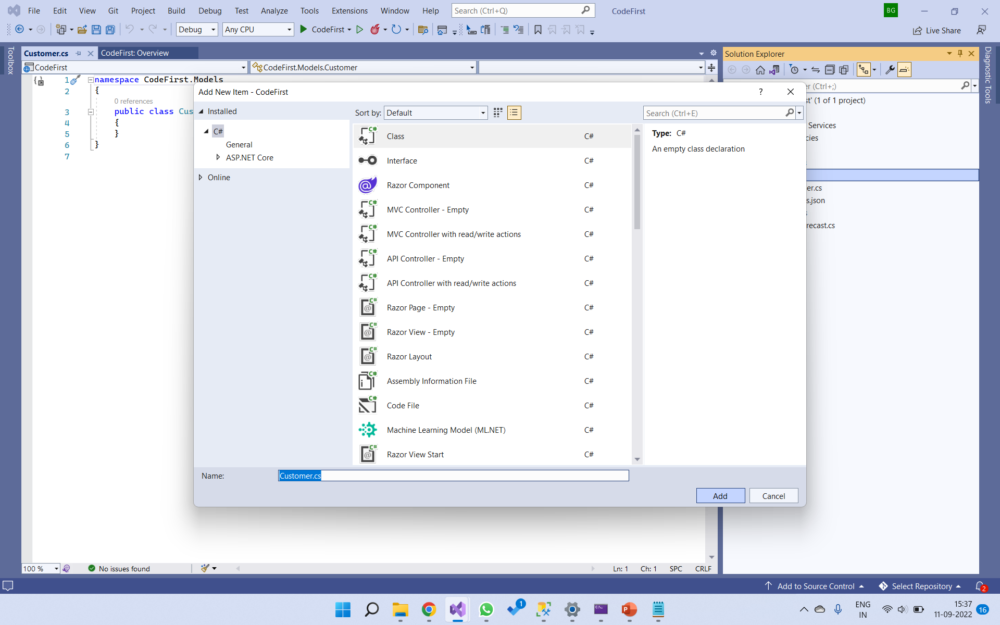 File Edit View Git Project Build Debug Test Analyze Tools Extensions Window Help Search (Ctrl+Q) CodeFirst BG
Debug Any CPU CodeFirst Live Share
Toolbox
Customer.cs CodeFirst: Overview
CodeFirst CodeFirst.Models.Customer
1 namespace CodeFirst.Models
2 {
0 references
3 public class Cus
4 {
5 }
6 }
7
Add New Item - CodeFirst ?
Installed
C#
General
ASP.NET Core
Online
Sort by: Default
Search (Ctrl+E)
Class C#
Interface C#
Razor Component C#
MVC Controller - Empty C#
MVC Controller with read/write actions C#
API Controller - Empty C#
API Controller with read/write actions C#
Razor Page - Empty C#
Razor View - Empty C#
Razor Layout C#
Assembly Information File C#
Code File C#
Machine Learning Model (ML.NET) C#
Razor View Start C#
Type: C#
An empty class declaration
Name: Customer.cs
Add Cancel
Solution Explorer
er (Ctrl+;)
st' (1 of 1 project)
Services
cies
er.cs
s.json
recast.cs
Diagnostic Tools
100 % No issues found Ln: 1 Ch: 1 SPC CRLF
Add to Source Control Select Repository 2
1
ENG
IN
15:37
11-09-2022
16